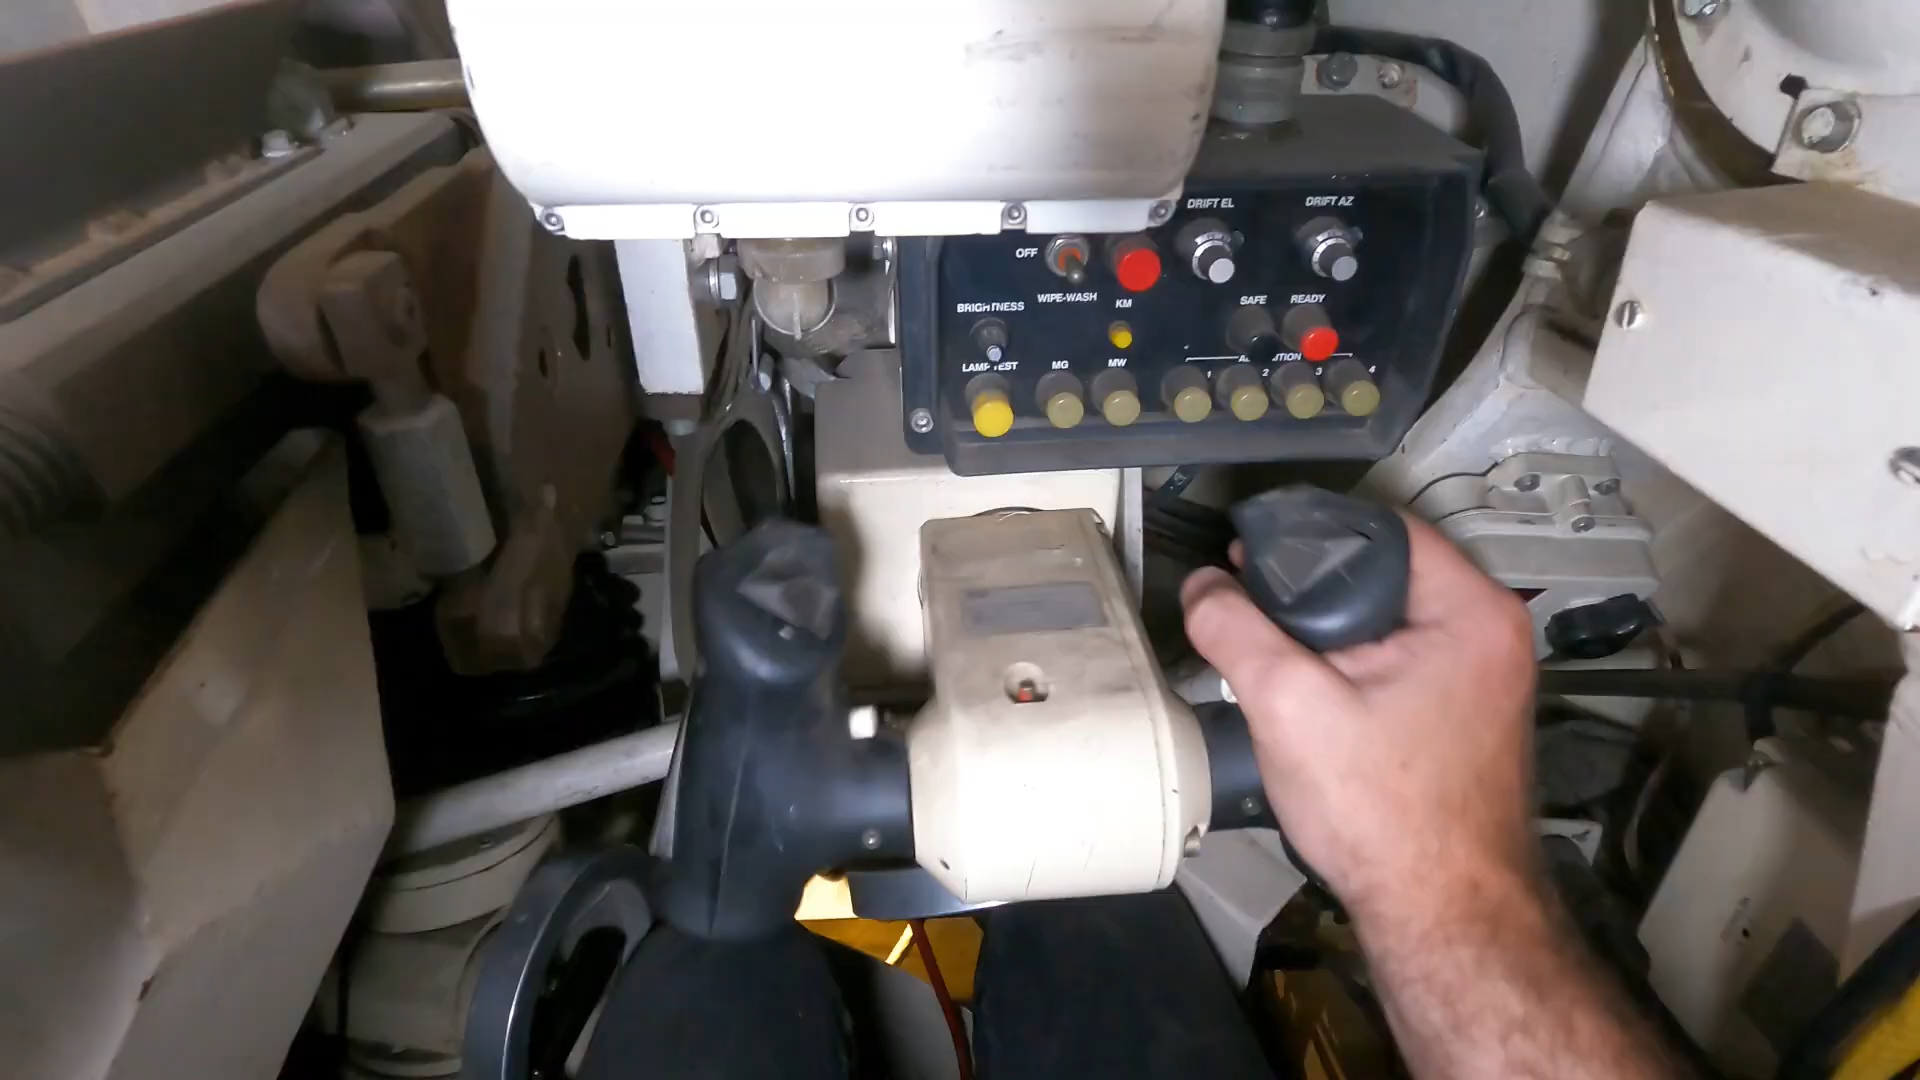 DRIFT EL
DRIFT AZ
OFF
WIPE-WASH
KM
SAFE
READY
BRIGHTNESS
LAMP TEST
MG
MW
1
2
3
4